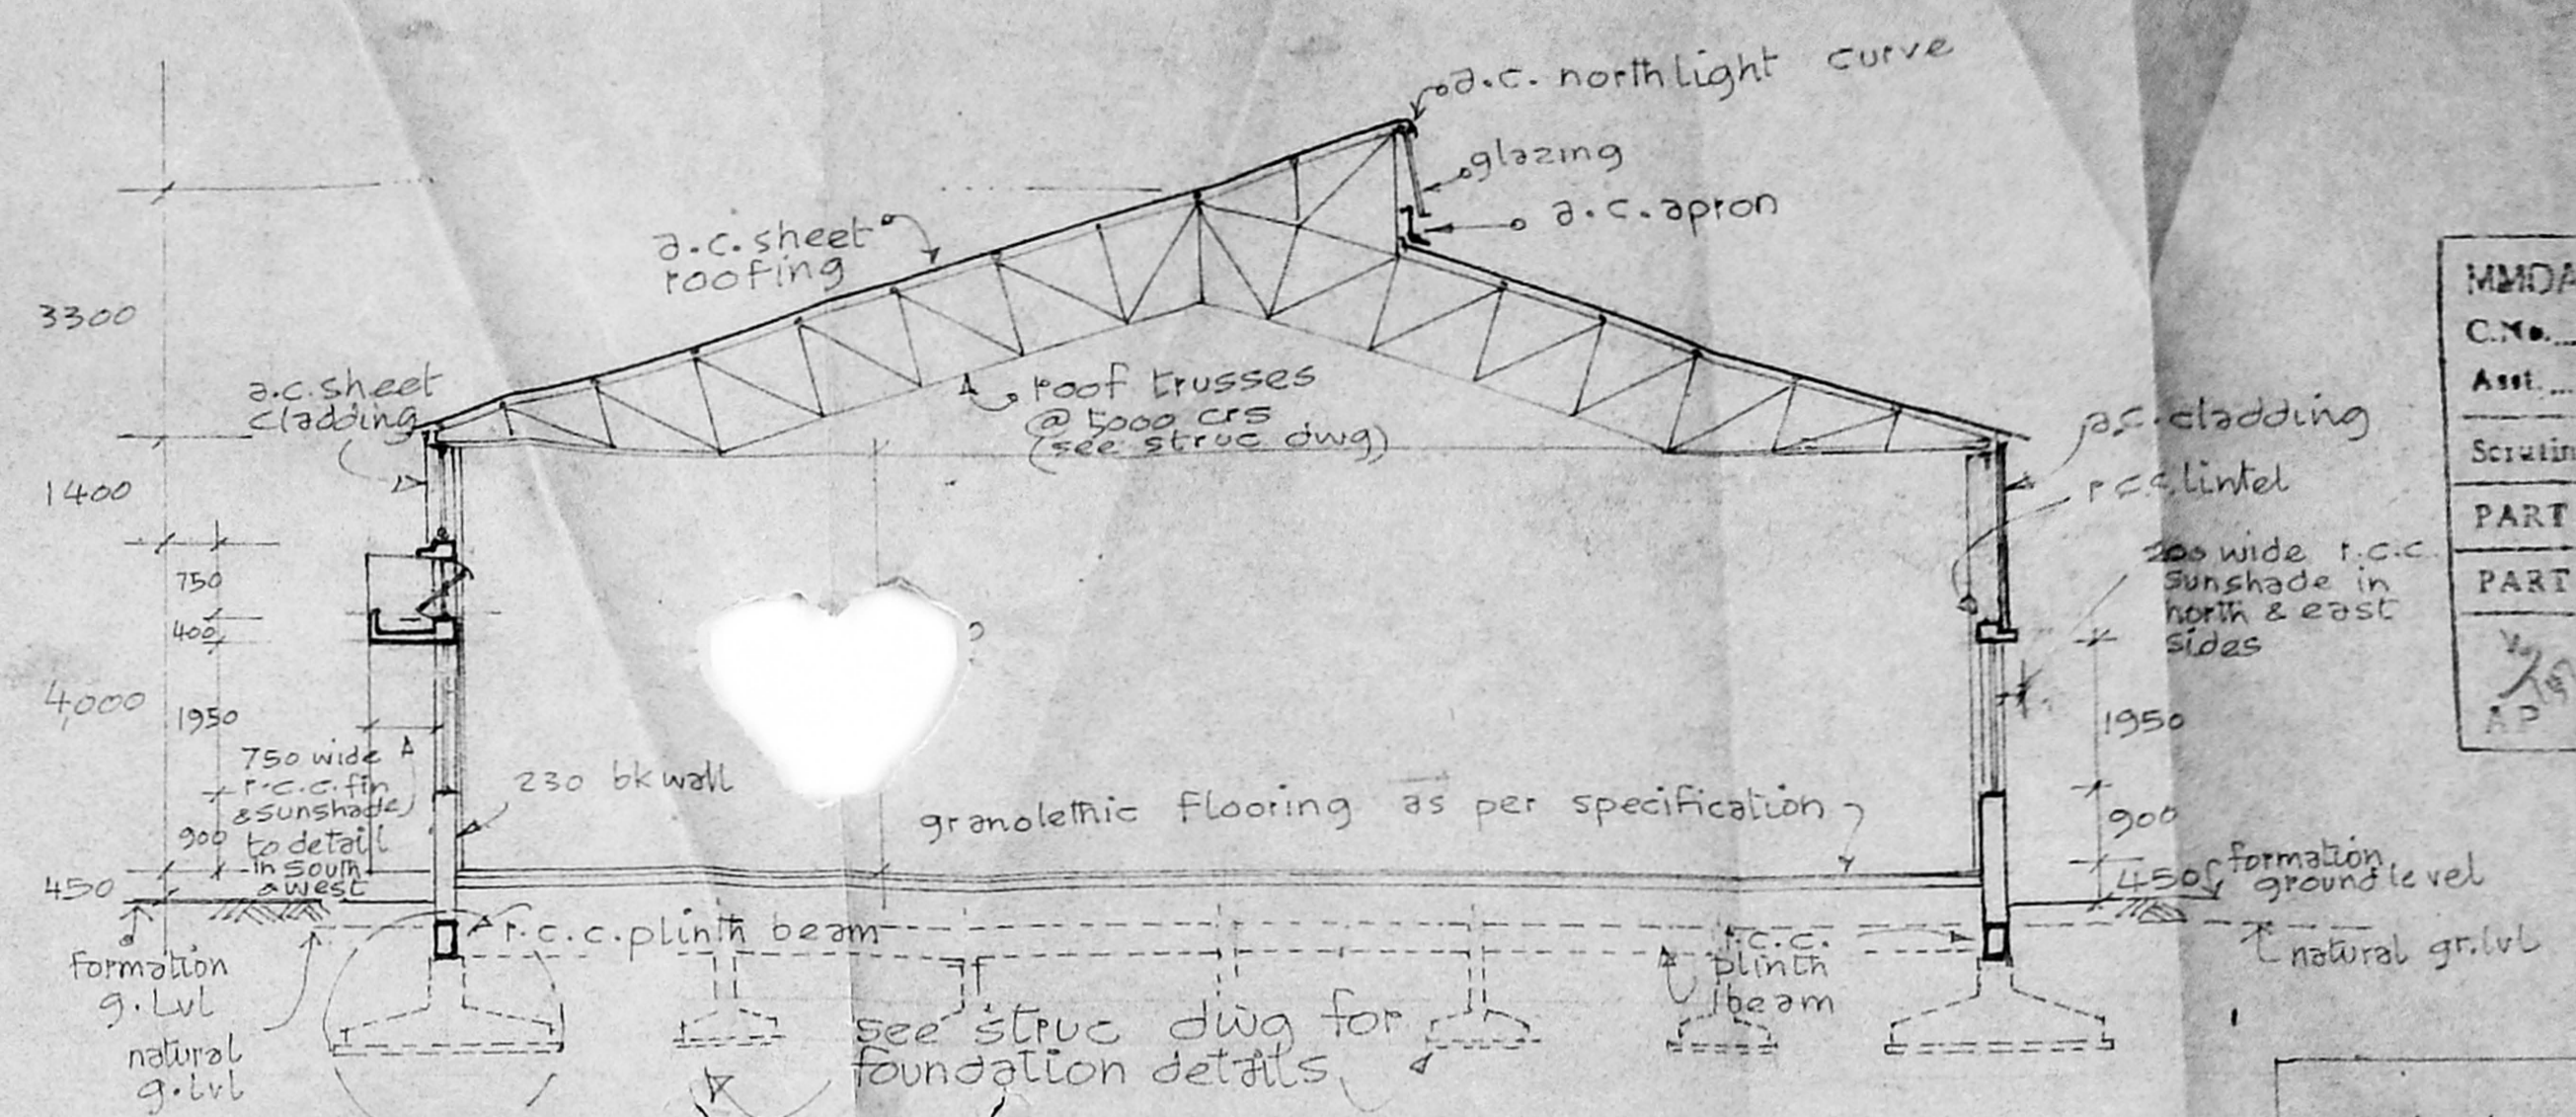 a.c. northlight curve
glazing
a.c. apron
a.c. sheet
roofing
3300
a.c. sheet
cladding
roof trusses
@ 5000 crs
(see struc dwg)
1400
750
400
4,000
1950
750 wide
r.c.c. fin
& sunshade
900
to detail
in south
& west
450
230 bk wall
granolethic flooring as per specification
a.c. cladding
r.c.c. lintel
wide r.c.c.
sunshade in
north & east
sides
1950
900
450
formation
ground level
natural gr.lvl
r.c.c. plinth beam
r.c.c.
plinth
beam
formation
g.lvl
natural
g.lvl
see struc dwg for
foundation details
MMDA
C.No....
Asst....
Scrutin
PART
PART
AP